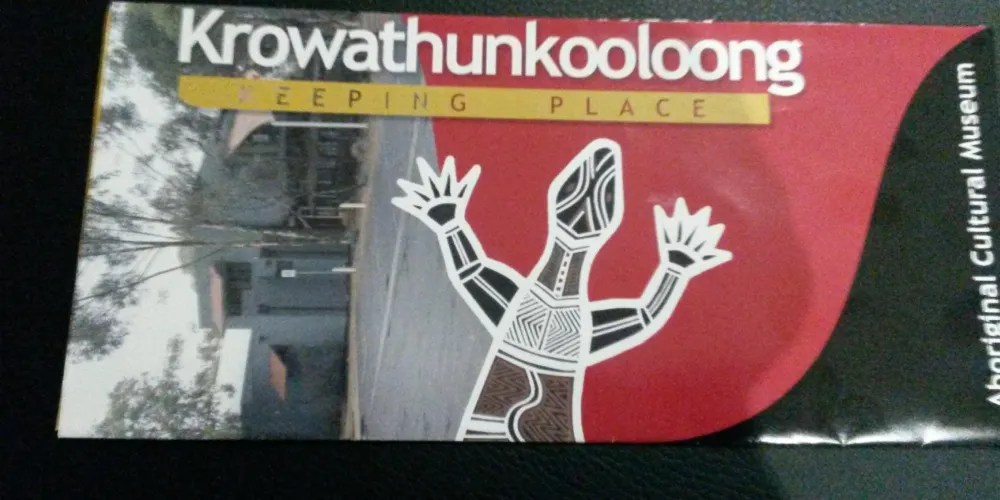 Krowathunkooloong
KEEPING PLACE
Aboriginal Cultural Museum